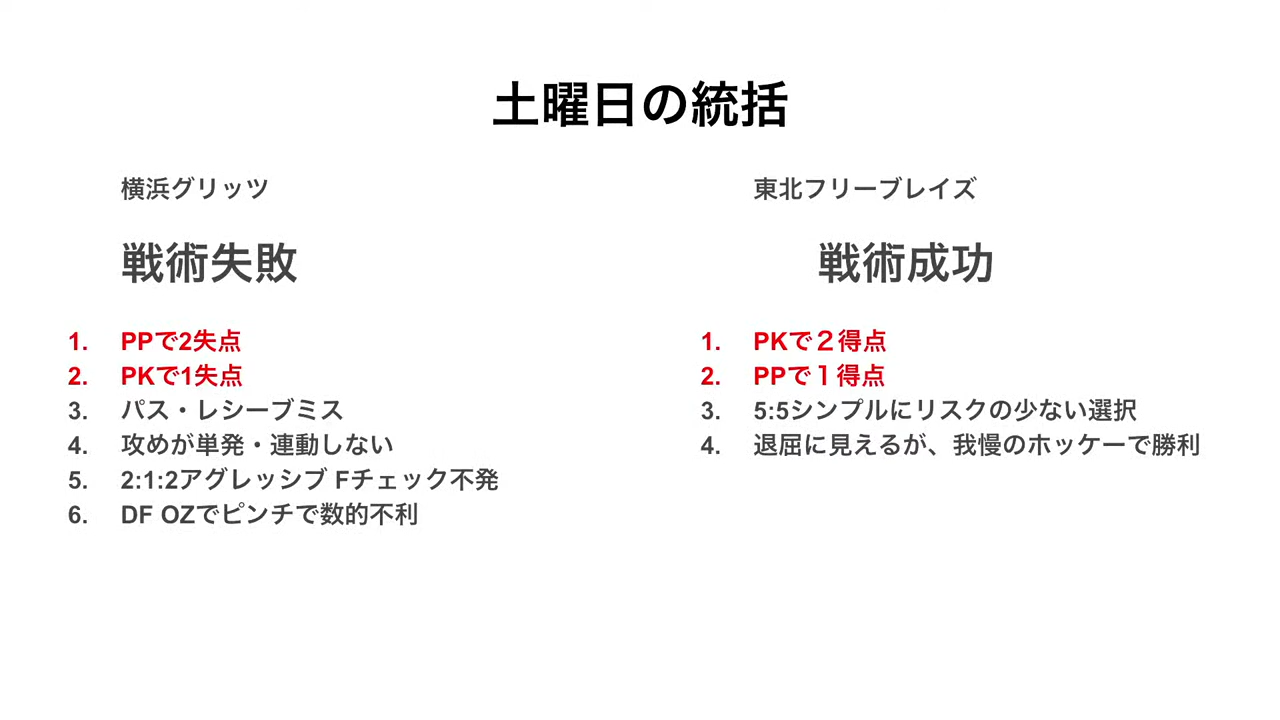 土曜日の統括
横浜グリッツ
戦術失敗
1. PPで2失点
2. PKで1失点
3. パス・レシーブミス
4. 攻めが単発・連動しない
5. 2:1:2アグレッシブ Fチェック不発
6. DF OZでピンチで数的不利
東北フリーブレイズ
戦術成功
1. PKで２得点
2. PPで１得点
3. 5:5シンプルにリスクの少ない選択
4. 退屈に見えるが、我慢のホッケーで勝利